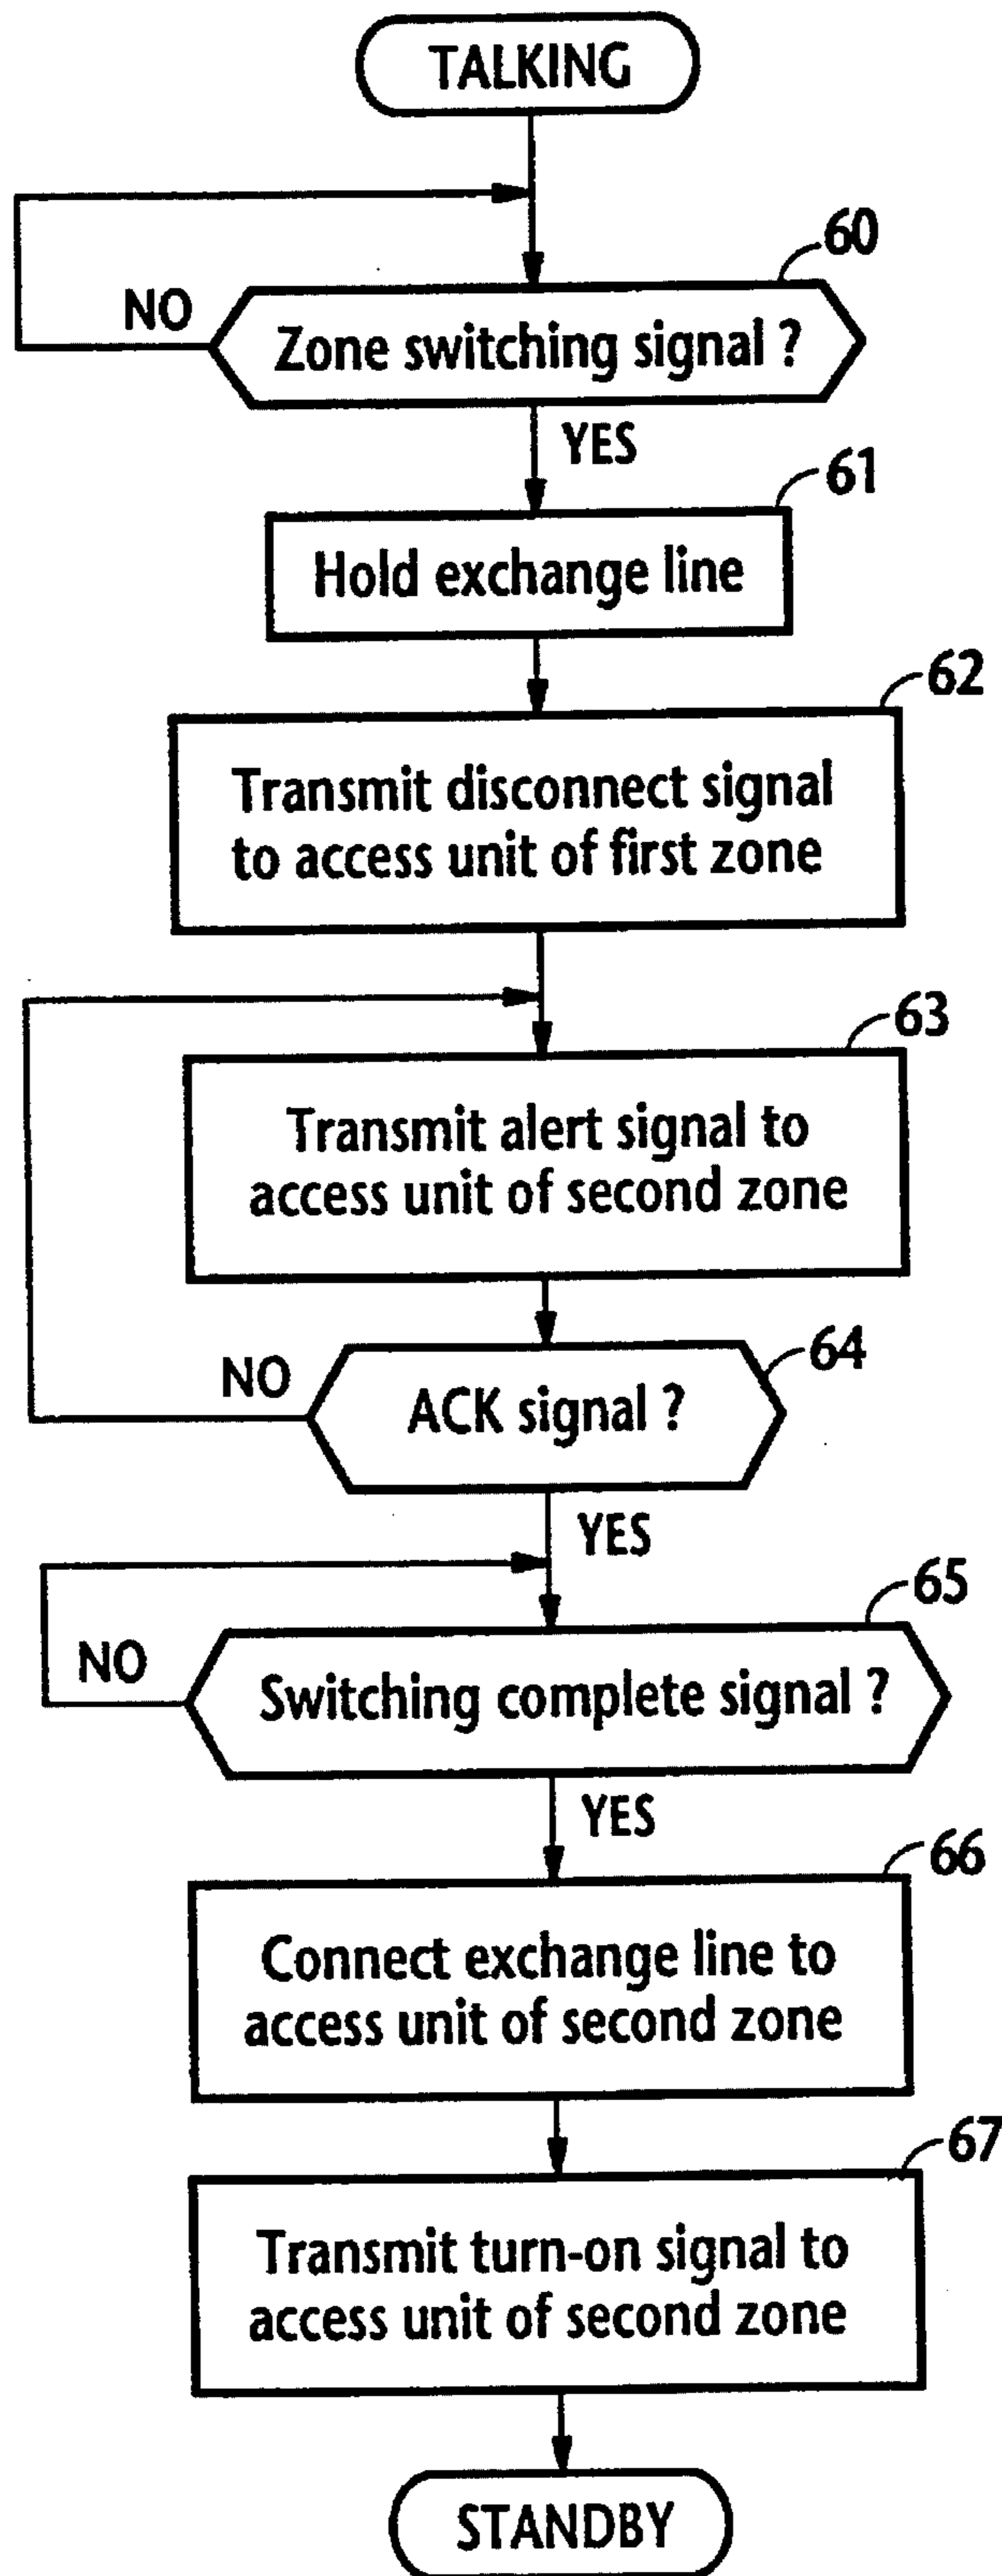 TALKING
60
NO
Zone switching signal ?
YES
61
Hold exchange line
62
Transmit disconnect signal
to access unit of first zone
63
Transmit alert signal to
access unit of second zone
64
NO
ACK signal ?
YES
65
NO
Switching complete signal ?
YES
66
Connect exchange line to
access unit of second zone
67
Transmit turn-on signal to
access unit of second zone
STANDBY